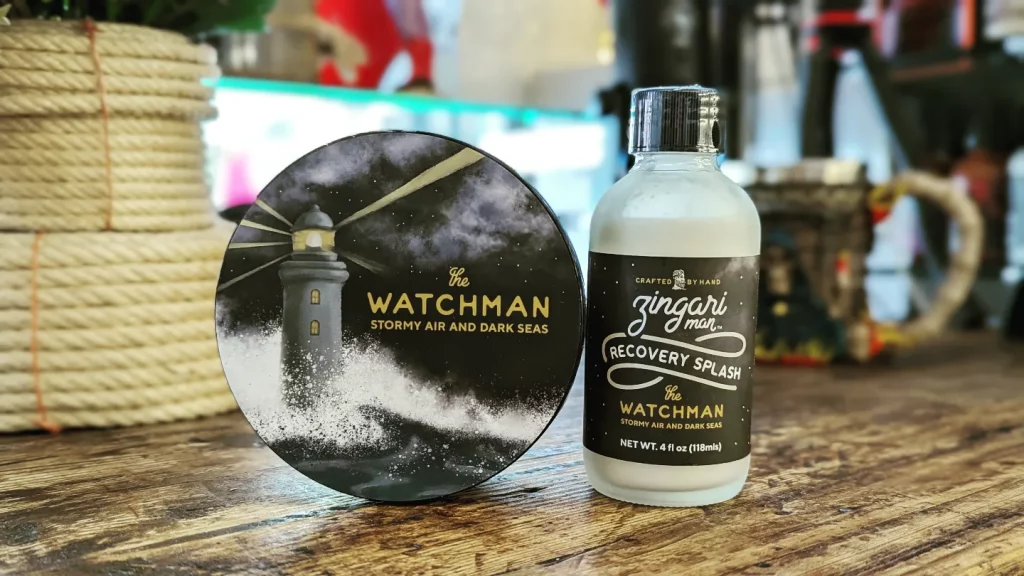 the
WATCHMAN
STORMY AIR AND DARK SEAS
CRAFTED BY HAND
zingari
man™
RECOVERY SPLASH
the
WATCHMAN
STORMY AIR AND DARK SEAS
NET WT. 4 fl oz (118mls)